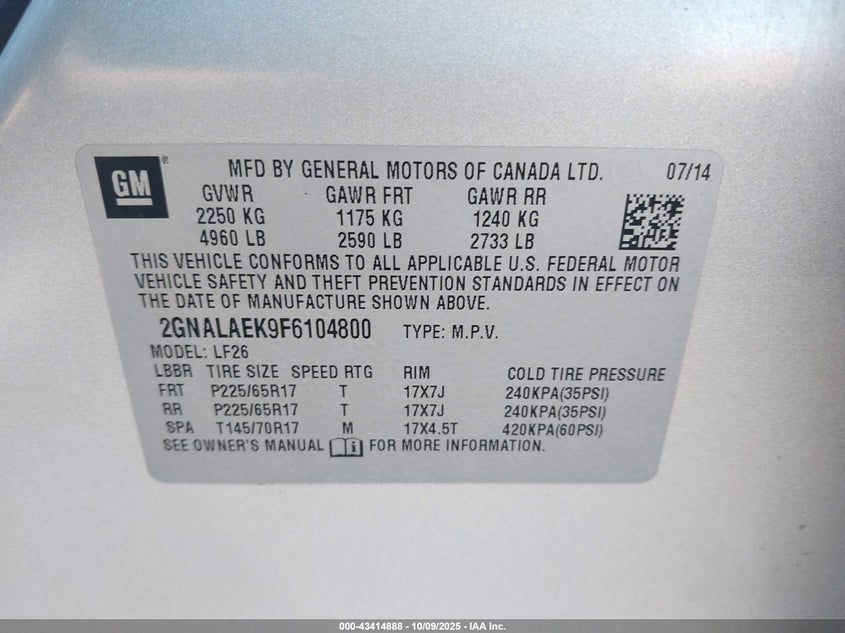 GM ® MFD BY GENERAL MOTORS OF CANADA LTD. 07/14
GVWR GAWR FRT GAWR RR
2250 KG 1175 KG 1240 KG
4960 LB 2590 LB 2733 LB
THIS VEHICLE CONFORMS TO ALL APPLICABLE U.S. FEDERAL MOTOR
VEHICLE SAFETY AND THEFT PREVENTION STANDARDS IN EFFECT ON
THE DATE OF MANUFACTURE SHOWN ABOVE.
2GNALAEK9F6104800 TYPE: M.P.V.
MODEL: LF26
LBBR TIRE SIZE SPEED RTG RIM COLD TIRE PRESSURE
FRT P225/65R17 T 17X7J 240KPA(35PSI)
RR P225/65R17 T 17X7J 240KPA(35PSI)
SPA T145/70R17 M 17X4.5T 420KPA(60PSI)
SEE OWNER'S MANUAL i FOR MORE INFORMATION.
000-43414888 - 10/09/2025 - IAA Inc.